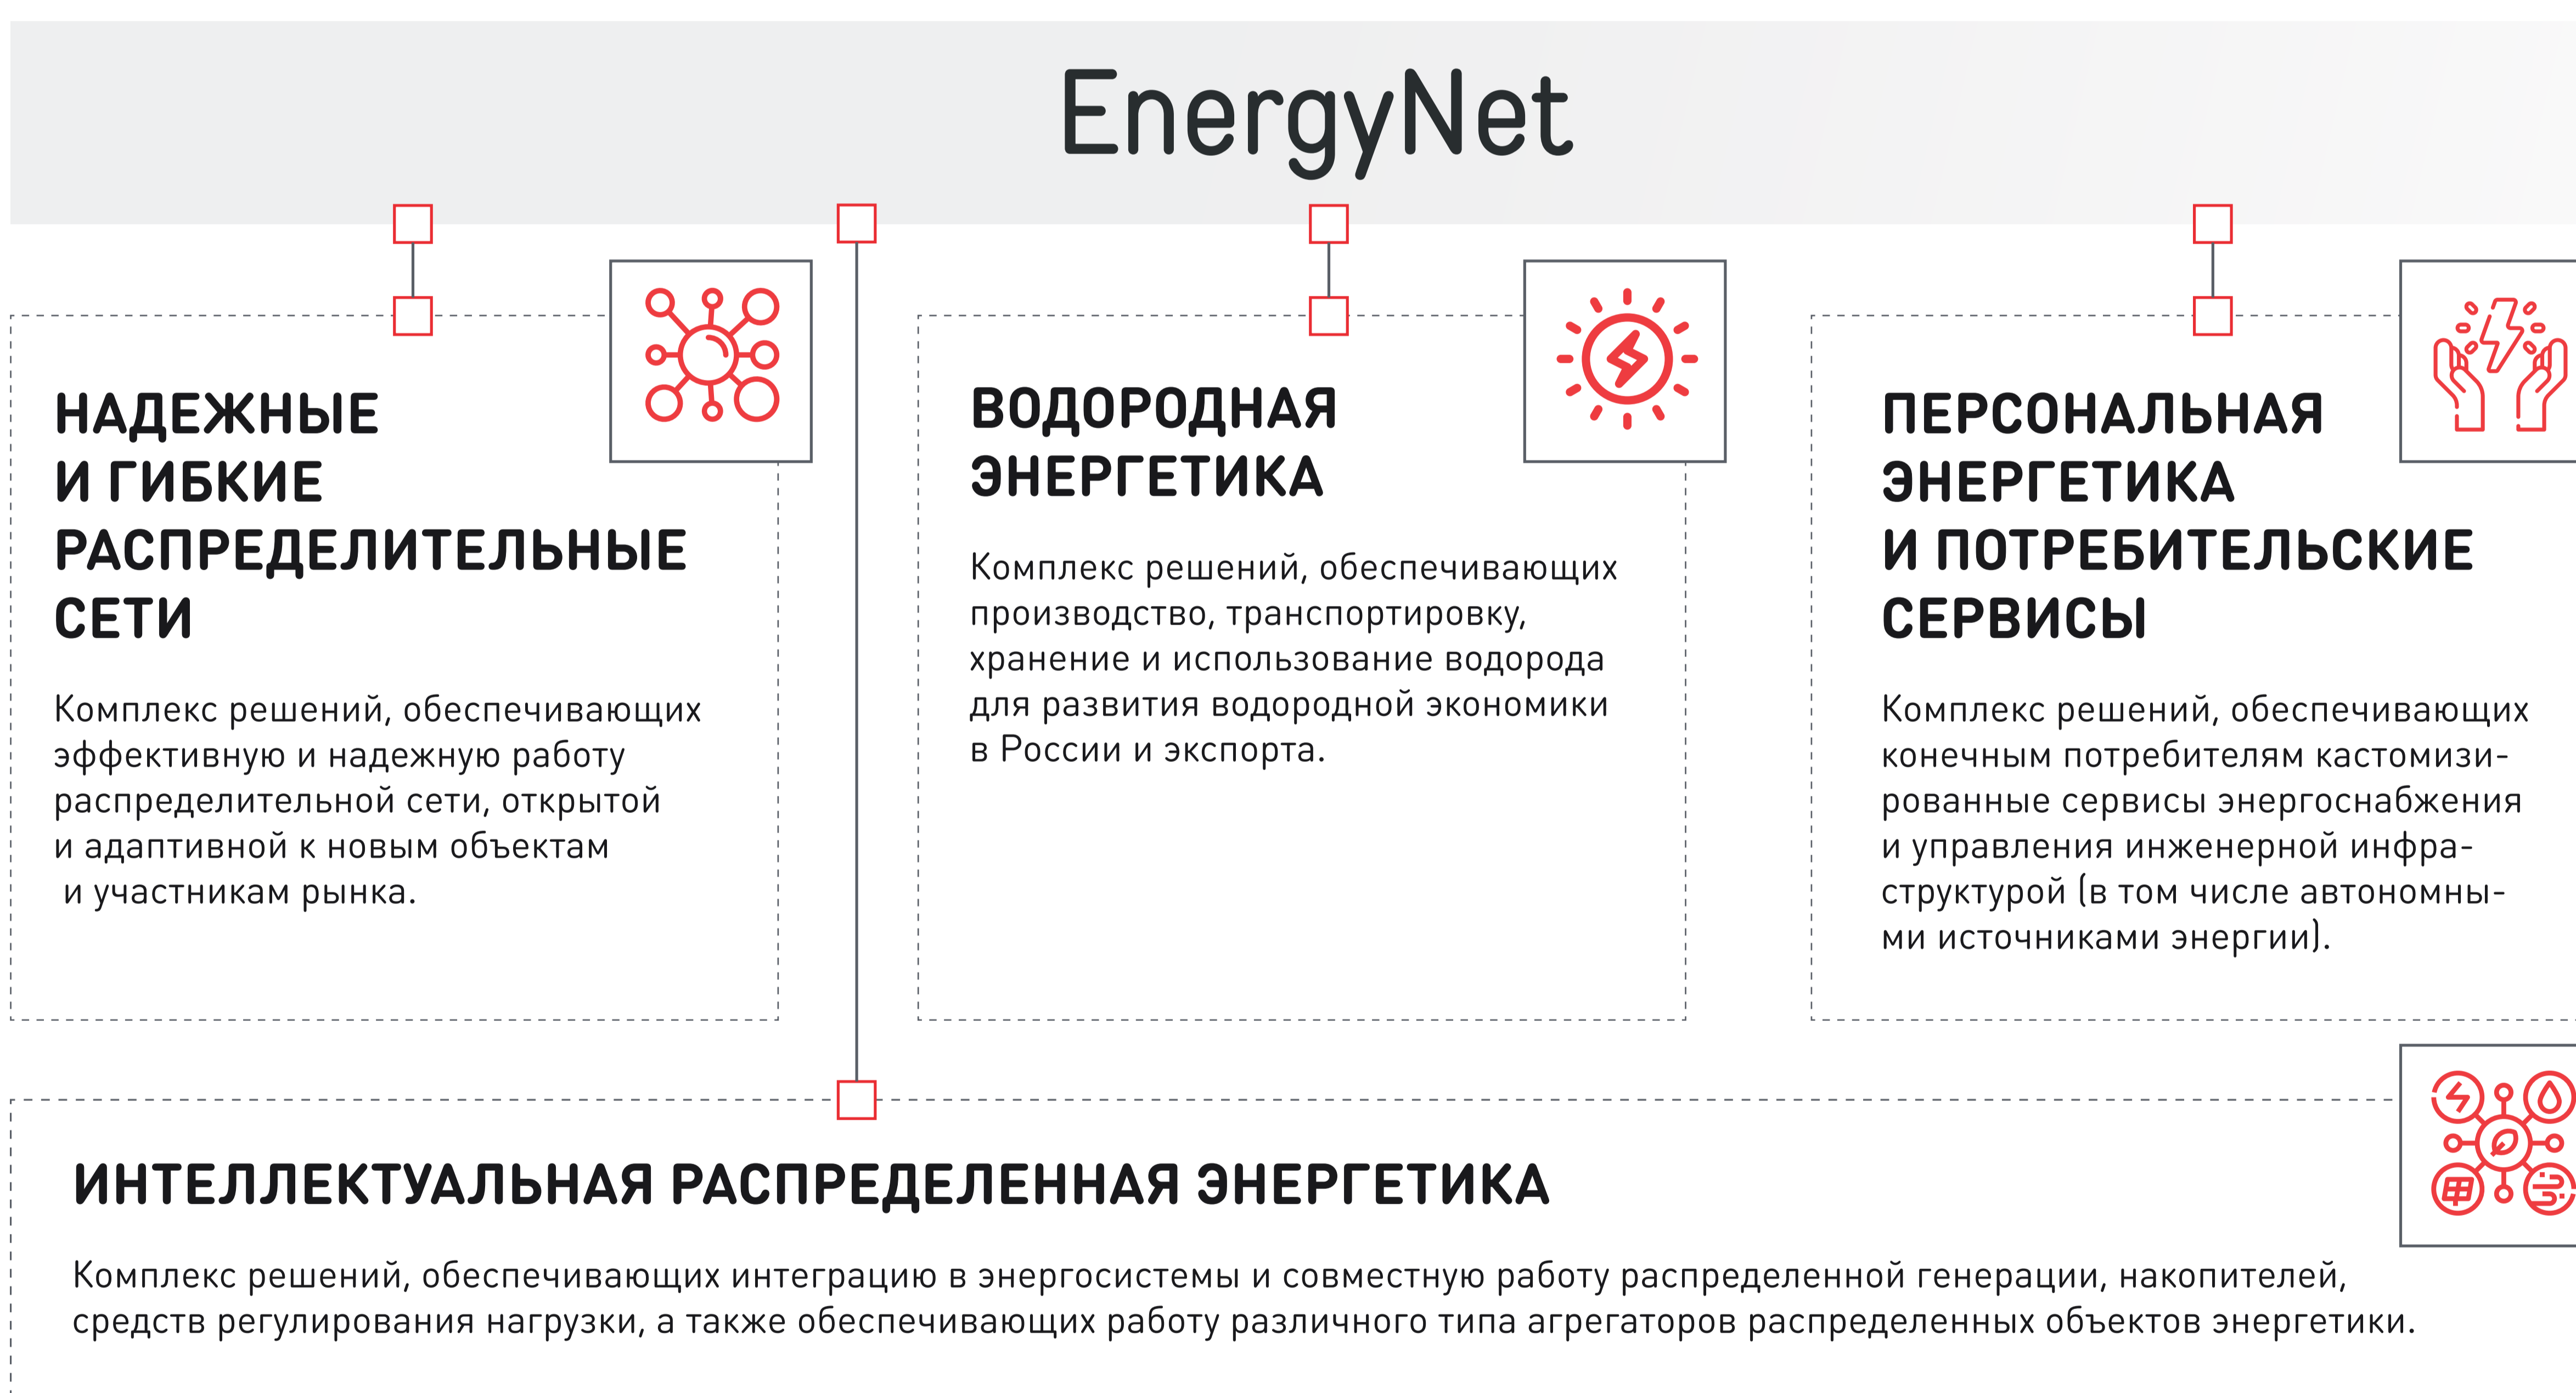 EnergyNet
НАДЕЖНЫЕ
И ГИБКИЕ
РАСПРЕДЕЛИТЕЛЬНЫЕ
СЕТИ
Комплекс решений, обеспечивающих
эффективную и надежную работу
распределительной сети, открытой
и адаптивной к новым объектам
и участникам рынка.
ВОДОРОДНАЯ
ЭНЕРГЕТИКА
Комплекс решений, обеспечивающих
производство, транспортировку,
хранение и использование водорода
для развития водородной экономики
в России и экспорта.
ПЕРСОНАЛЬНАЯ
ЭНЕРГЕТИКА
И ПОТРЕБИТЕЛЬСКИЕ
СЕРВИСЫ
Комплекс решений, обеспечивающих
конечным потребителям кастомизи-
рованные сервисы энергоснабжения
и управления инженерной инфра-
структурой (в том числе автономны-
ми источниками энергии).
ИНТЕЛЛЕКТУАЛЬНАЯ РАСПРЕДЕЛЕННАЯ ЭНЕРГЕТИКА
Комплекс решений, обеспечивающих интеграцию в энергосистемы и совместную работу распределенной генерации, накопителей,
средств регулирования нагрузки, а также обеспечивающих работу различного типа агрегаторов распределенных объектов энергетики.